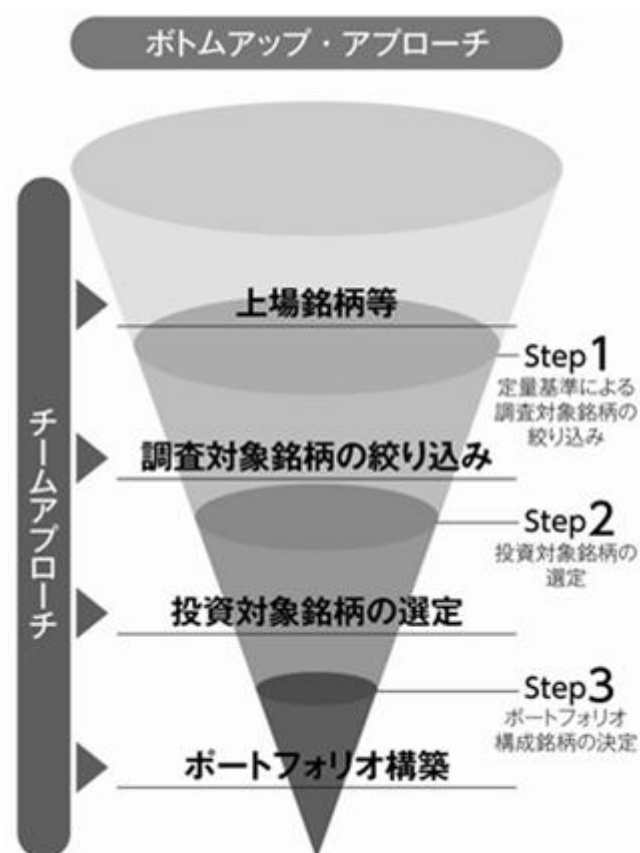 ボトムアップ・アプローチ
チームアプローチ
上場銘柄等
Step1
定量基準による
調査対象銘柄の
絞り込み
調査対象銘柄の絞り込み
Step2
投資対象銘柄の
選定
投資対象銘柄の選定
Step3
ポートフォリオ
構成銘柄の決定
ポートフォリオ構築